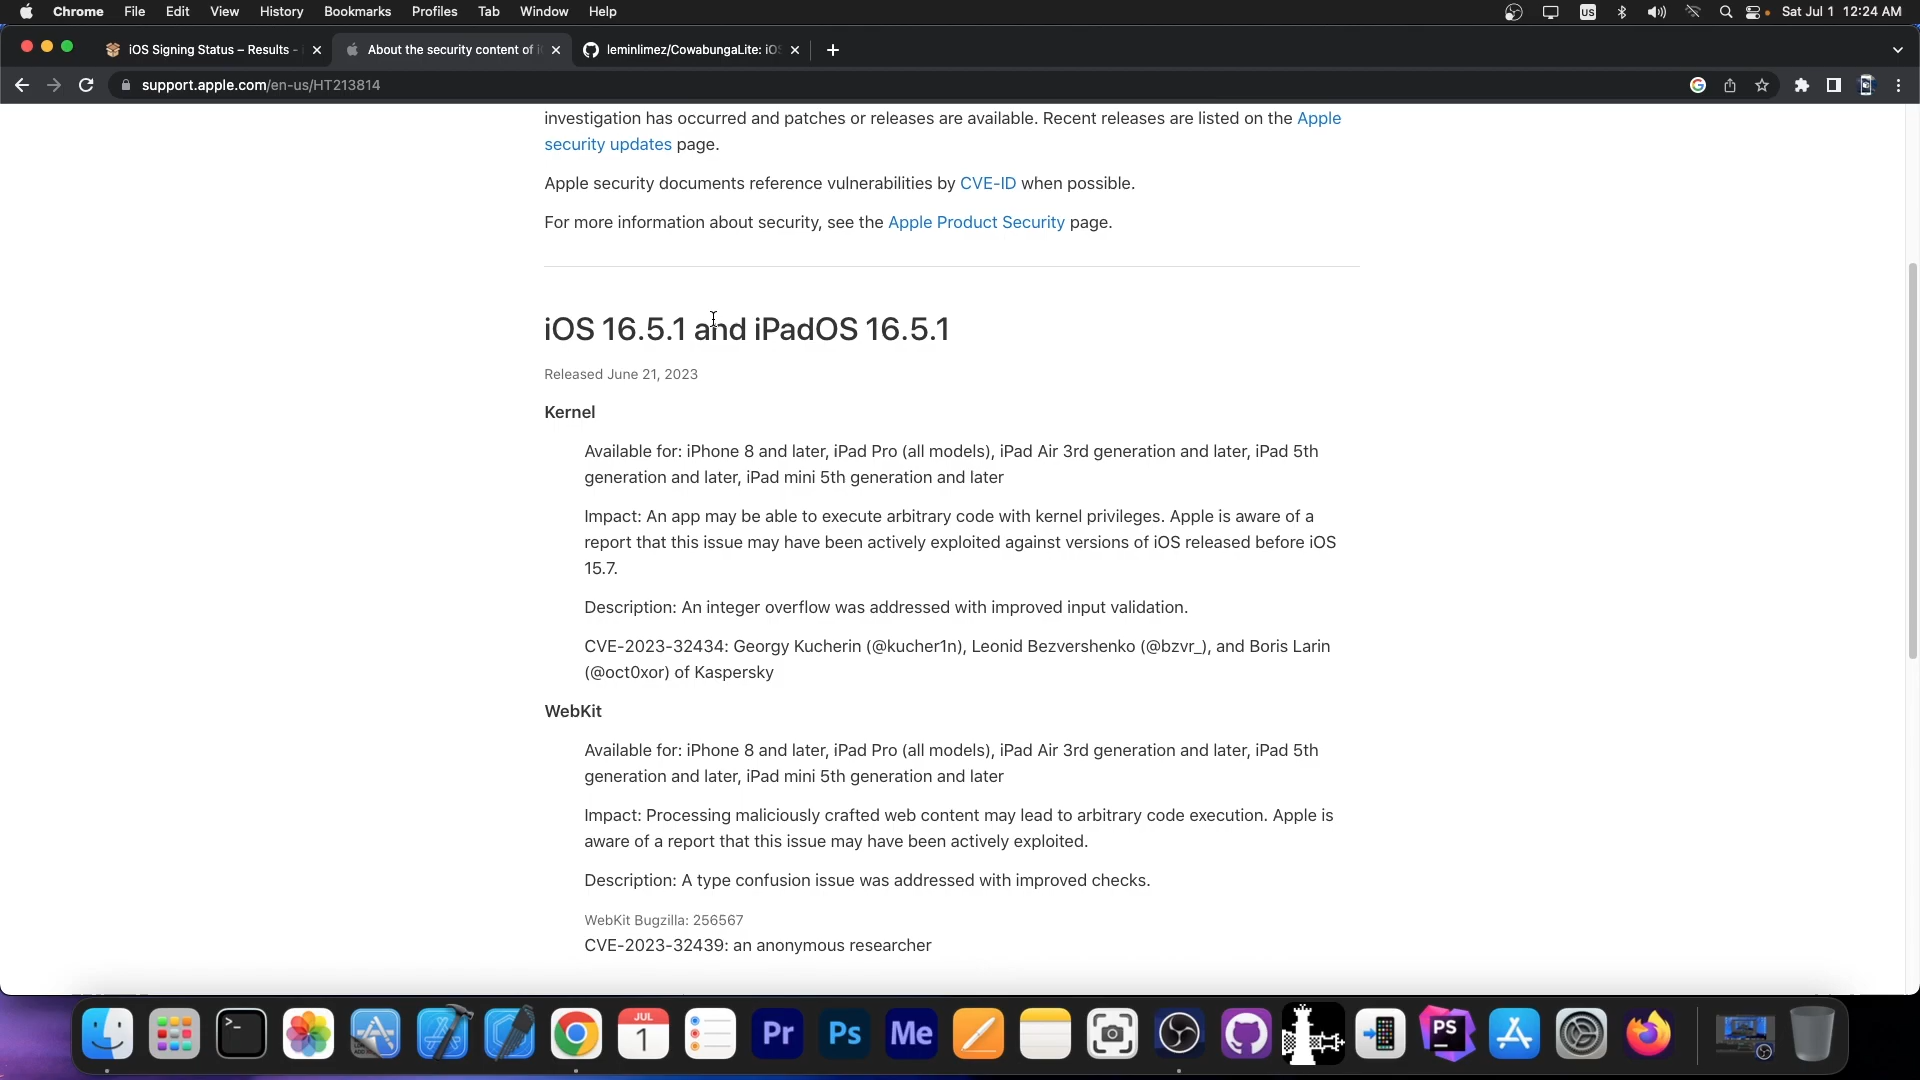 Chrome File Edit View History Bookmarks Profiles Tab Window Help US Sat Jul 1 12:24 AM
iOS Signing Status – Results - About the security content of leminlimez/CowabungaLite: iOS
support.apple.com/en-us/HT213814
investigation has occurred and patches or releases are available. Recent releases are listed on the Apple
security updates page.
Apple security documents reference vulnerabilities by CVE-ID when possible.
For more information about security, see the Apple Product Security page.
iOS 16.5.1 and iPadOS 16.5.1
Released June 21, 2023
Kernel
Available for: iPhone 8 and later, iPad Pro (all models), iPad Air 3rd generation and later, iPad 5th
generation and later, iPad mini 5th generation and later
Impact: An app may be able to execute arbitrary code with kernel privileges. Apple is aware of a
report that this issue may have been actively exploited against versions of iOS released before iOS
15.7.
Description: An integer overflow was addressed with improved input validation.
CVE-2023-32434: Georgy Kucherin (@kucher1n), Leonid Bezvershenko (@bzvr_), and Boris Larin
(@oct0xor) of Kaspersky
WebKit
Available for: iPhone 8 and later, iPad Pro (all models), iPad Air 3rd generation and later, iPad 5th
generation and later, iPad mini 5th generation and later
Impact: Processing maliciously crafted web content may lead to arbitrary code execution. Apple is
aware of a report that this issue may have been actively exploited.
Description: A type confusion issue was addressed with improved checks.
WebKit Bugzilla: 256567
CVE-2023-32439: an anonymous researcher
JUL
1 Pr Ps Me PS